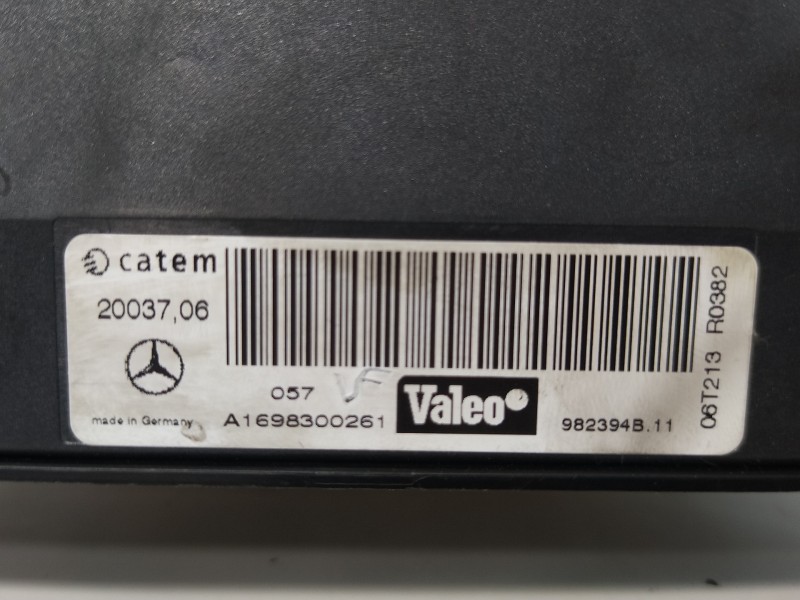 catem
20037,06
057 VF
made in Germany
A1698300261
Valeo
982394B.11
06T213 R0382